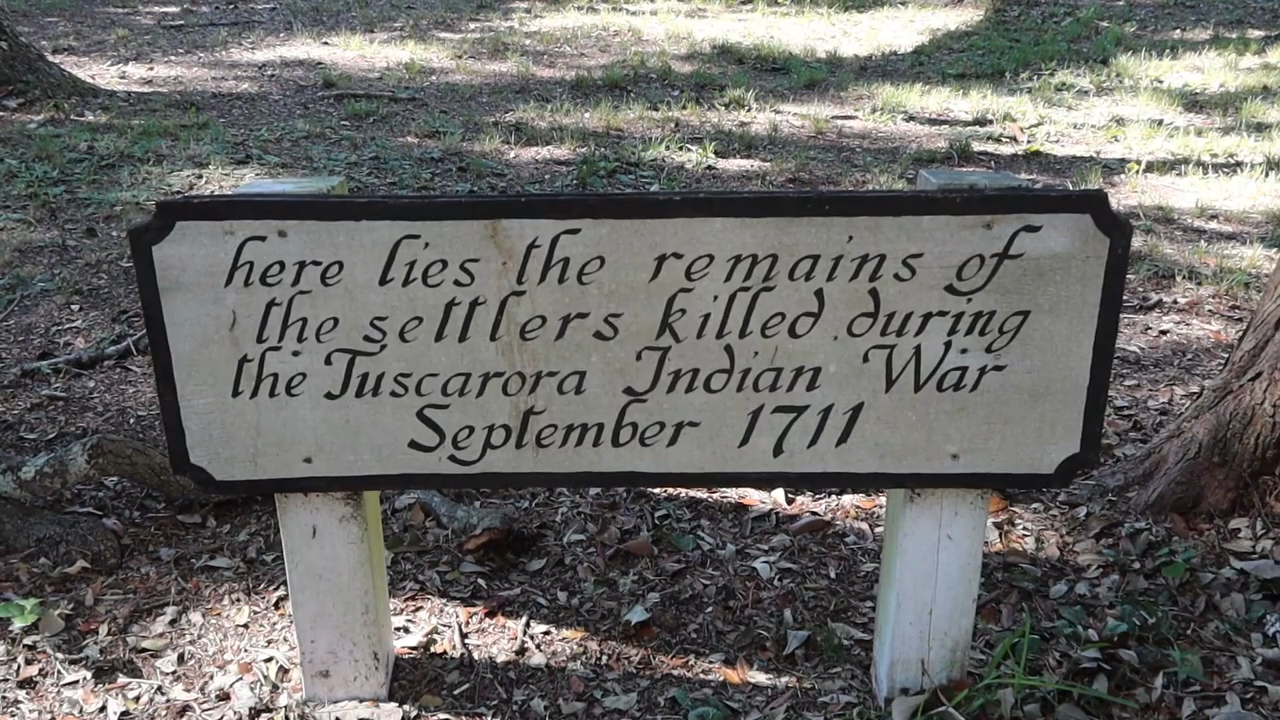 here lies the remains of
the settlers killed during
the Tuscarora Indian War
September 1711